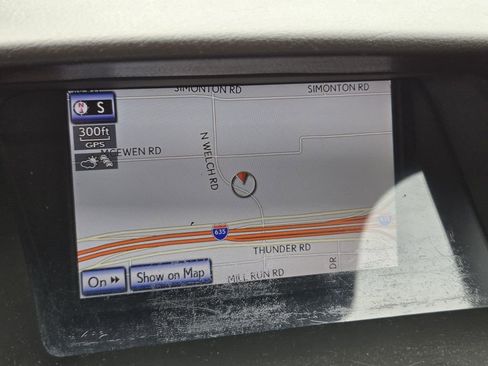 SIMONTON RD
SIMONTON RD
N
S
300ft
GPS
MCEWEN RD
N WELCH RD
635
THUNDER RD
On
Show on Map
MILL RUN RD
DR